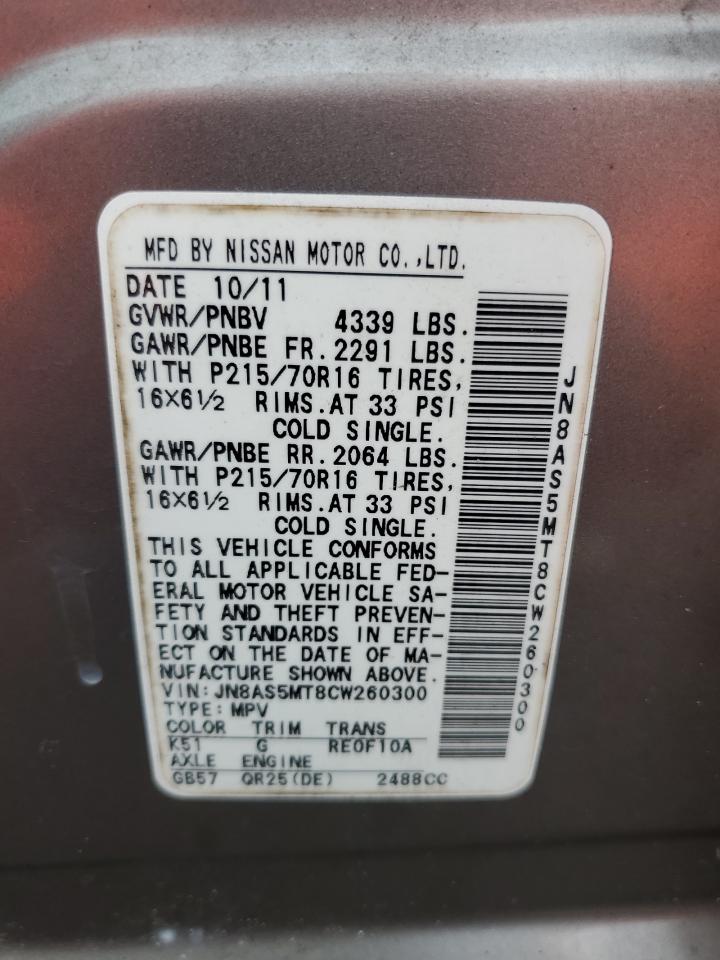 MFD BY NISSAN MOTOR CO.,LTD.
DATE 10/11
GVWR/PNBV 4339 LBS.
GAWR/PNBE FR.2291 LBS.
WITH P215/70R16 TIRES,
16X6½ RIMS.AT 33 PSI
COLD SINGLE.
GAWR/PNBE RR.2064 LBS.
WITH P215/70R16 TIRES,
16X6½ RIMS.AT 33 PSI
COLD SINGLE.
THIS VEHICLE CONFORMS
TO ALL APPLICABLE FED-
ERAL MOTOR VEHICLE SA-
FETY AND THEFT PREVEN-
TION STANDARDS IN EFF-
ECT ON THE DATE OF MA-
NUFACTURE SHOWN ABOVE.
VIN:JN8AS5MT8CW260300
TYPE:MPV
COLOR TRIM TRANS
K51 G RE0F10A
AXLE ENGINE
GB57 QR25(DE) 2488CC
JN8AS5MT8CW260300